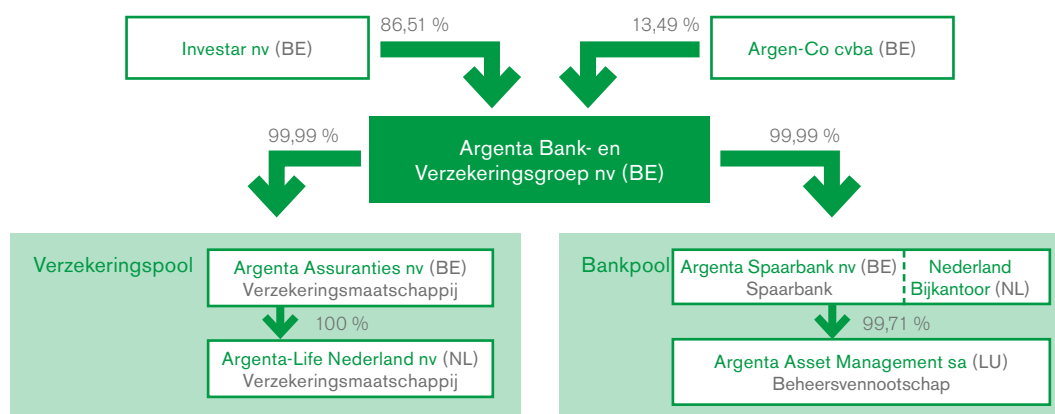 86,51 %
13,49 %
Investar nv (BE)
Argen-Co cvba (BE)
99,99 %
Argenta Bank- en
Verzekeringsgroep nv (BE)
99,99 %
Verzekeringspool
Argenta Assuranties nv (BE)
Verzekeringsmaatschappij
100 %
Argenta-Life Nederland nv (NL)
Verzekeringsmaatschappij
Bankpool
Argenta Spaarbank nv (BE)
Spaarbank
Nederland
Bijkantoor (NL)
99,71 %
Argenta Asset Management sa (LU)
Beheersvennootschap